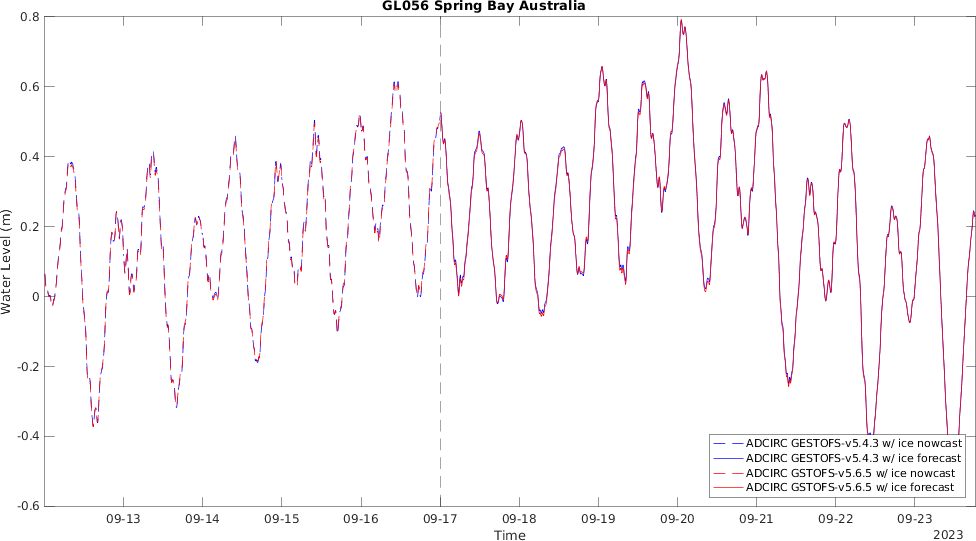 GL056 Spring Bay Australia
Water Level (m)
0.8
0.6
0.4
0.2
0
-0.2
-0.4
-0.6
ADCIRC GESTOFS-v5.4.3 w/ ice nowcast
ADCIRC GESTOFS-v5.4.3 w/ ice forecast
ADCIRC GSTOFS-v5.6.5 w/ ice nowcast
ADCIRC GSTOFS-v5.6.5 w/ ice forecast
09-13 09-14 09-15 09-16 09-17 09-18 09-19 09-20 09-21 09-22 09-23
Time
2023